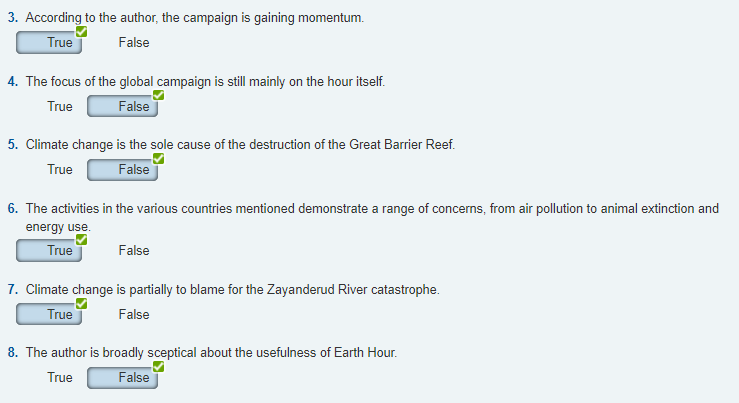 3. According to the author, the campaign is gaining momentum.
True False
4. The focus of the global campaign is still mainly on the hour itself.
True False
5. Climate change is the sole cause of the destruction of the Great Barrier Reef.
True False
6. The activities in the various countries mentioned demonstrate a range of concerns, from air pollution to animal extinction and
energy use.
True False
7. Climate change is partially to blame for the Zayanderud River catastrophe.
True False
8. The author is broadly sceptical about the usefulness of Earth Hour.
True False